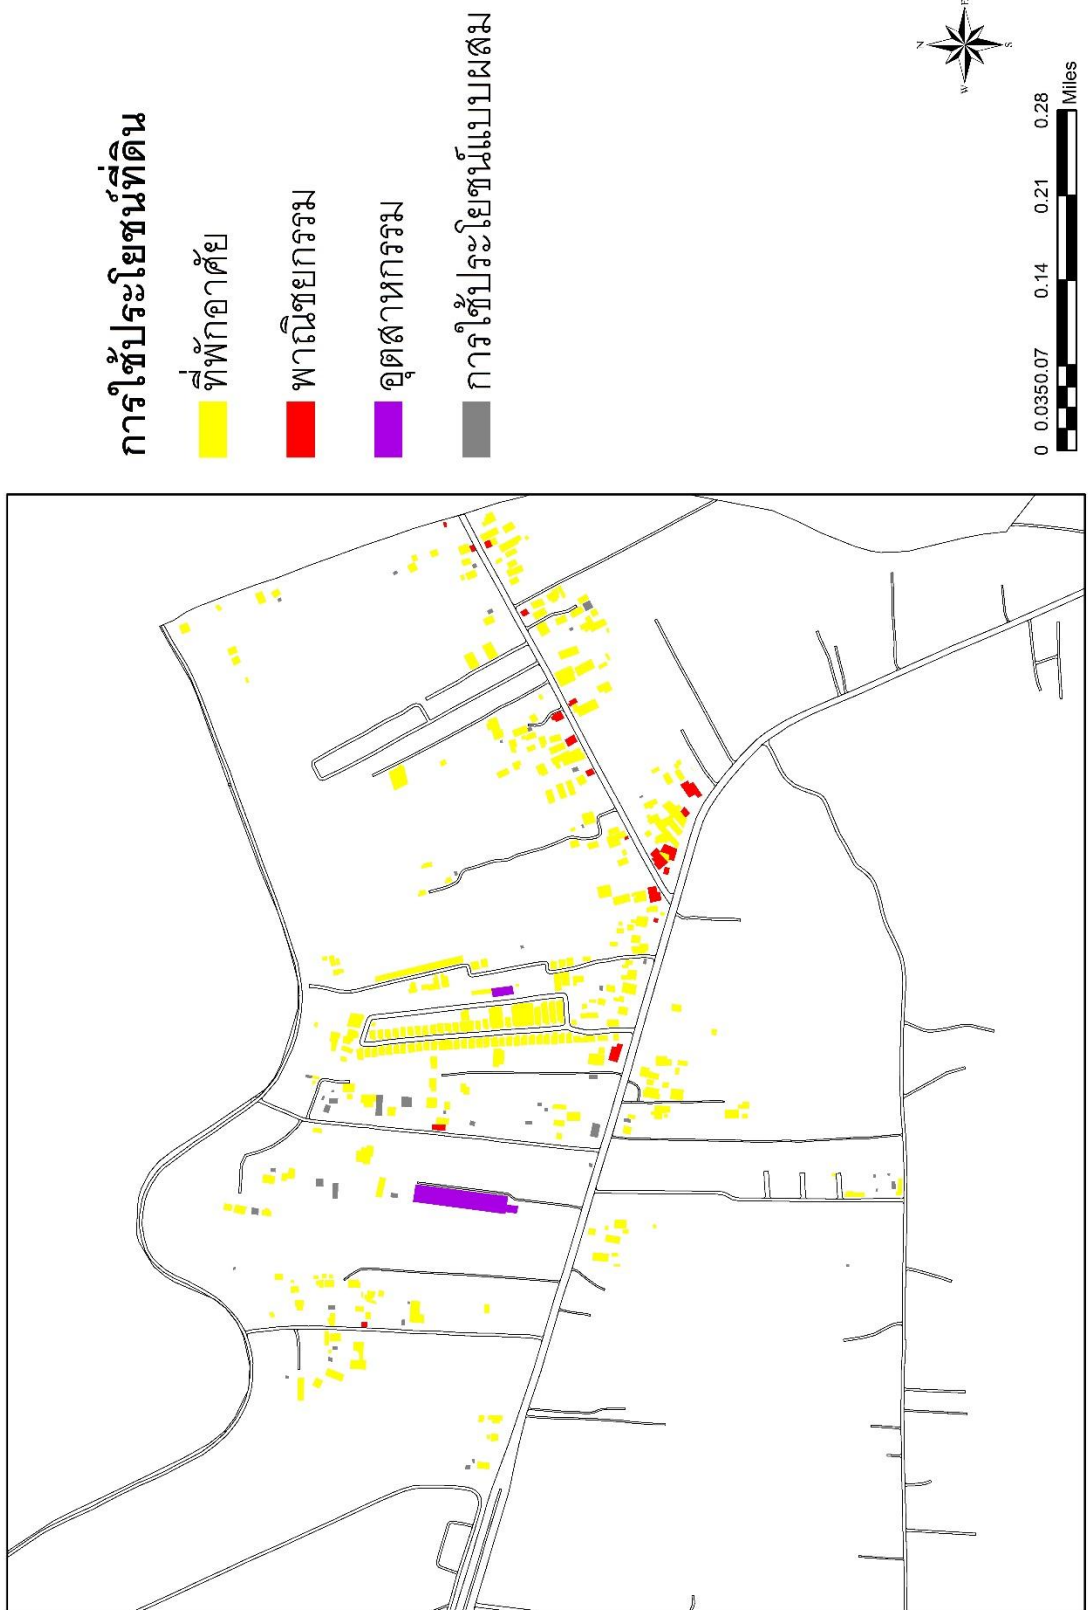 การใช้ประโยชน์ที่ดิน
ที่พักอาศัย
พาณิชยกรรม
อุตสาหกรรม
การใช้ประโยชน์แบบผสม
N
E
S
W
0 0.0350.07 0.14 0.21 0.28
Miles